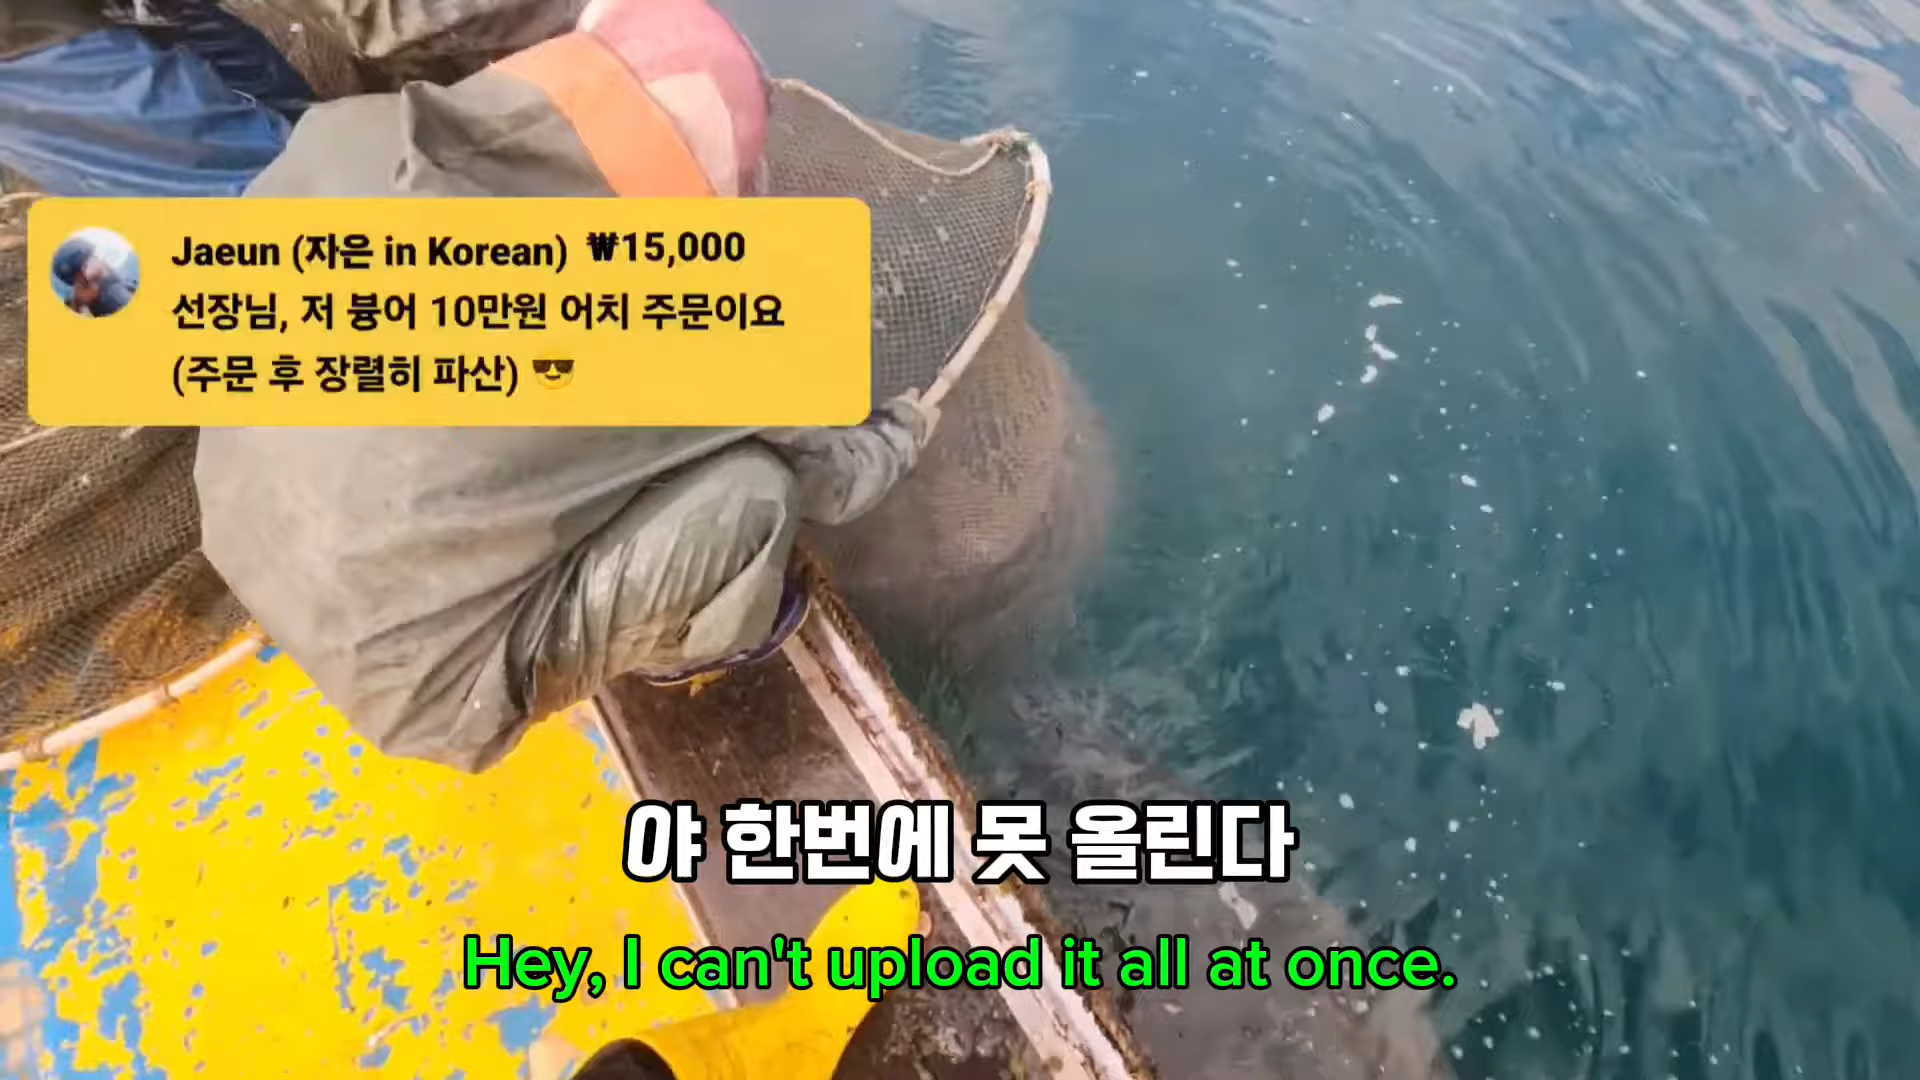 Jaeun (자은 in Korean) ₩15,000
선장님, 저 붕어 10만원 어치 주문이요
(주문 후 장렬히 파산) 😎
야 한번에 못 올린다
Hey, I can't upload it all at once.